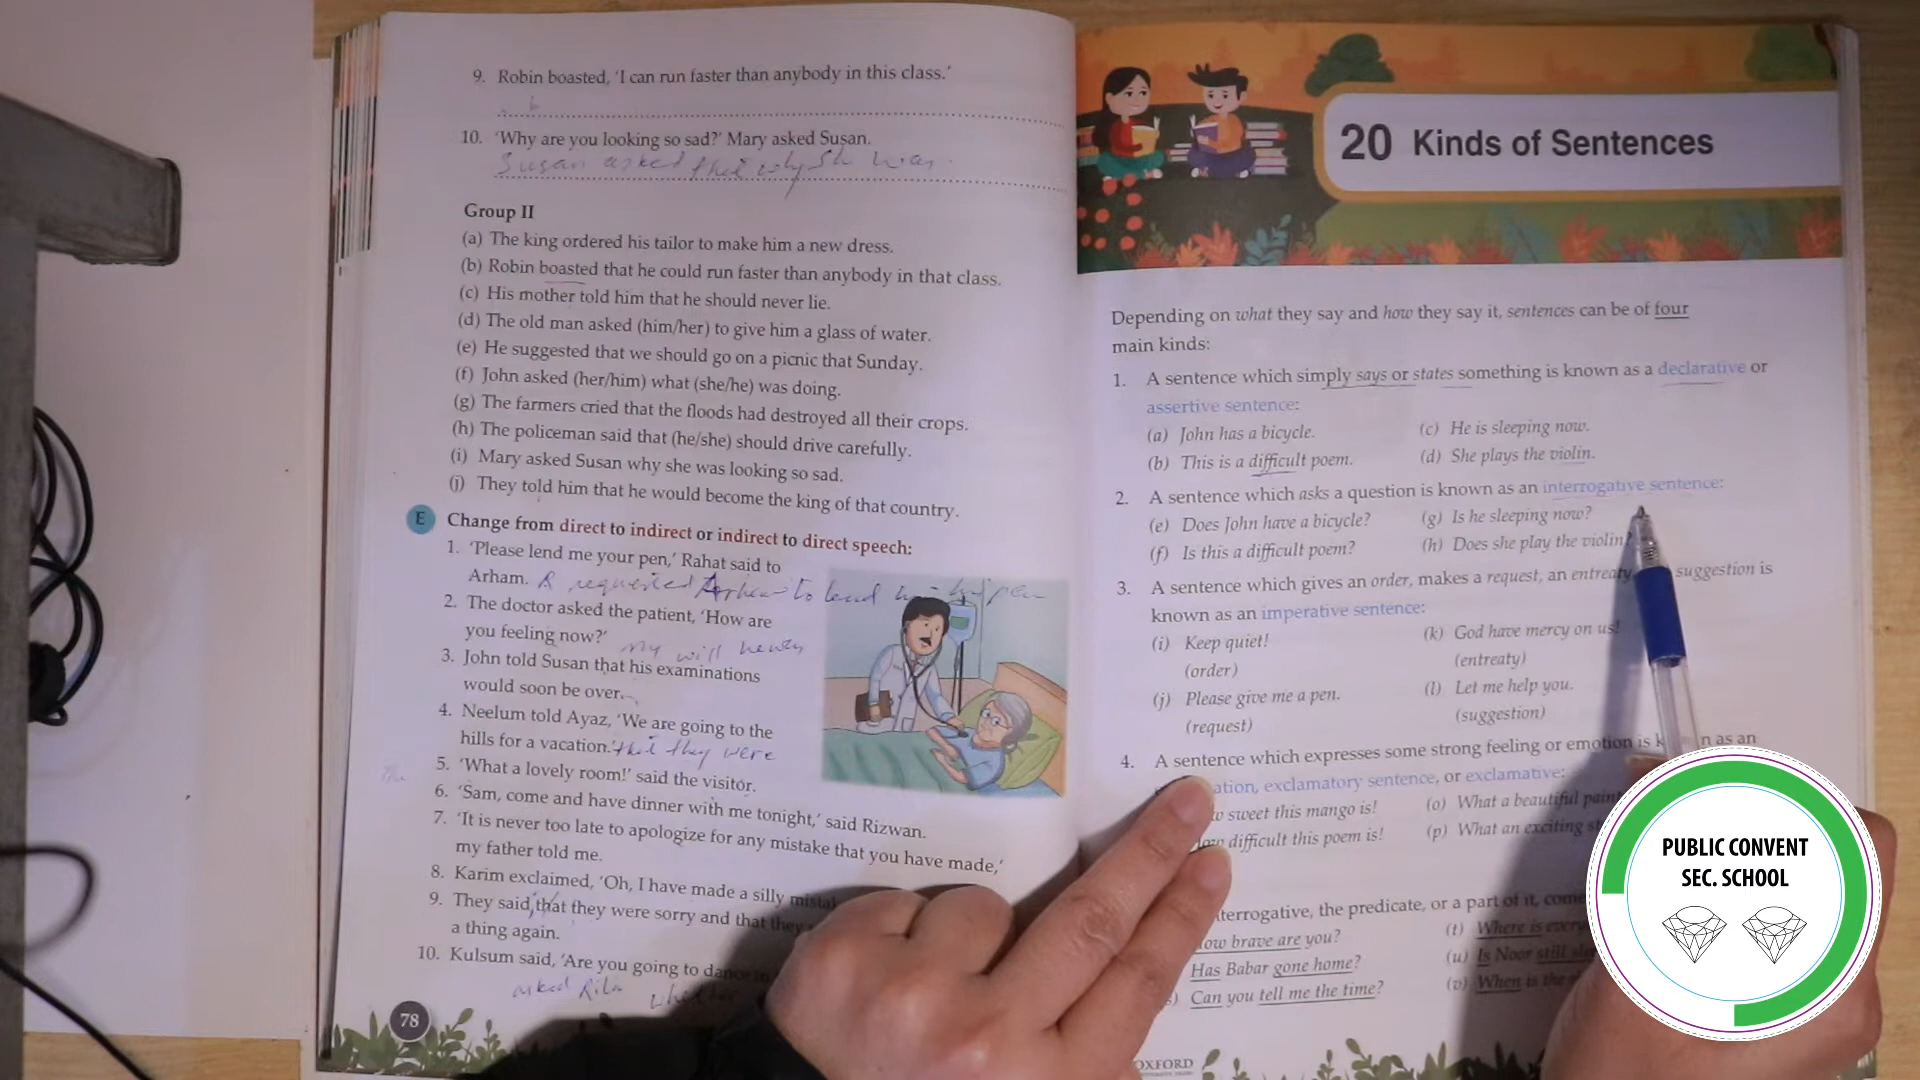 9. Robin boasted, ‘I can run faster than anybody in this class.’
10. ‘Why are you looking so sad?’ Mary asked Susan.
Susan asked that why Sh was
Group II
(a) The king ordered his tailor to make him a new dress.
(b) Robin boasted that he could run faster than anybody in that class.
(c) His mother told him that he should never lie.
(d) The old man asked (him/her) to give him a glass of water.
(e) He suggested that we should go on a picnic that Sunday.
(f) John asked (her/him) what (she/he) was doing.
(g) The farmers cried that the floods had destroyed all their crops.
(h) The policeman said that (he/she) should drive carefully.
(i) Mary asked Susan why she was looking so sad.
(j) They told him that he would become the king of that country.
E Change from direct to indirect or indirect to direct speech:
1. ‘Please lend me your pen,’ Rahat said to
Arham. R requested Arham to lend pen
2. The doctor asked the patient, ‘How are
you feeling now?’ my will
3. John told Susan that his examinations
would soon be over.
4. Neelum told Ayaz, ‘We are going to the
hills for a vacation.’ that they were
5. ‘What a lovely room!’ said the visitor.
6. ‘Sam, come and have dinner with me tonight,’ said Rizwan.
7. ‘It is never too late to apologize for any mistake that you have made,’
my father told me.
8. Karim exclaimed, ‘Oh, I have made a silly
9. They said that they were sorry and that they
a thing again.
10. Kulsum said, ‘Are you going to
asked Rila whether
78
20 Kinds of Sentences
Depending on what they say and how they say it, sentences can be of four
main kinds:
1. A sentence which simply says or states something is known as a declarative or
assertive sentence:
(a) John has a bicycle. (c) He is sleeping now.
(b) This is a difficult poem. (d) She plays the violin.
2. A sentence which asks a question is known as an interrogative sentence:
(e) Does John have a bicycle? (g) Is he sleeping now?
(f) Is this a difficult poem? (h) Does she play the violin?
3. A sentence which gives an order, makes a request, an entreaty suggestion is
known as an imperative sentence:
(i) Keep quiet! (k) God have mercy on us!
(order) (entreaty)
(j) Please give me a pen. (l) Let me help you.
(request) (suggestion)
4. A sentence which expresses some strong feeling or emotion is as an
exclamatory sentence, or exclamative:
sweet this mango is! (o) What a beautiful
difficult this poem is! (p) What an exciting
the predicate, or a part of it,
brave are you? (t) Where is
Has Babar gone home? (u) Is Noor still
Can you tell me the time? (v) When is the
OXFORD
PUBLIC CONVENT
SEC. SCHOOL